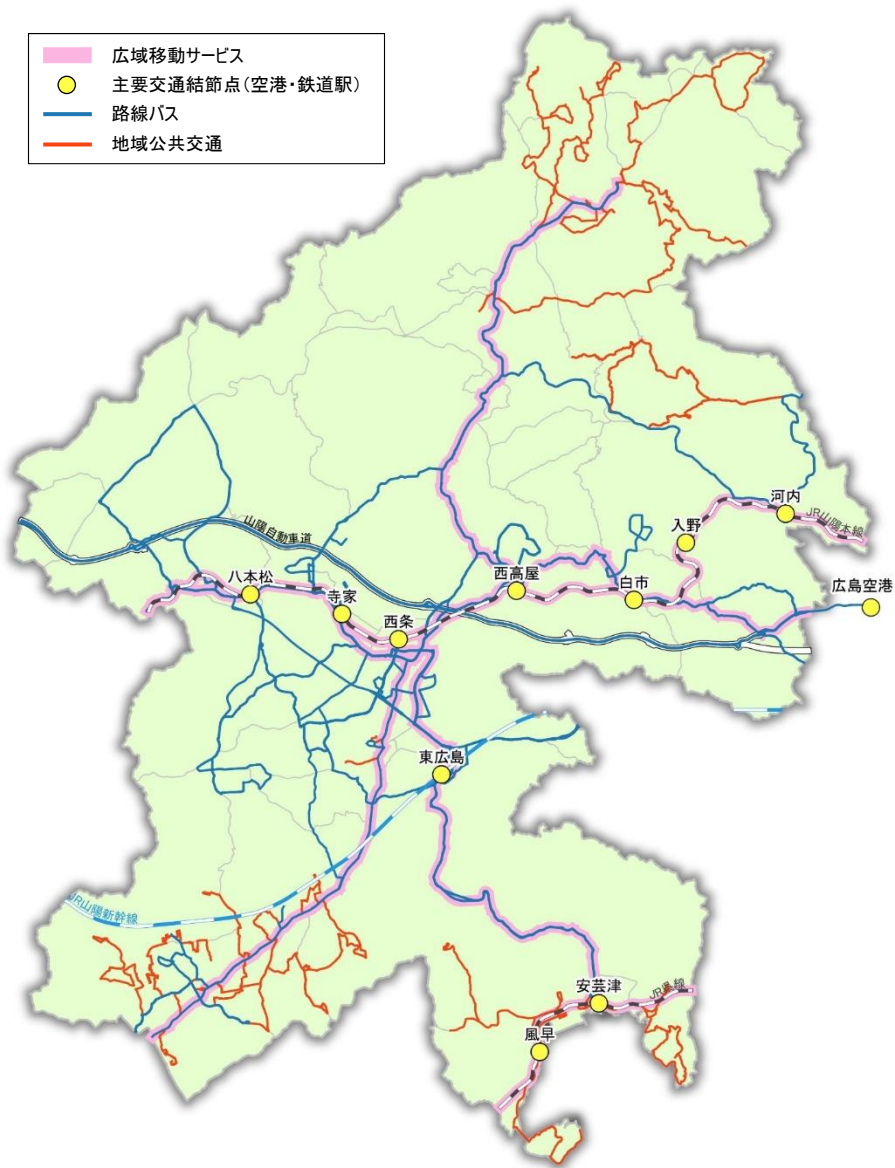 広域移動サービス
主要交通結節点（空港・鉄道駅）
路線バス
地域公共交通
河内
JR山陽本線
入野
山陽自動車道
西高屋
白市
広島空港
八本松
寺家
西条
東広島
JR山陽新幹線
安芸津
JR呉線
風早